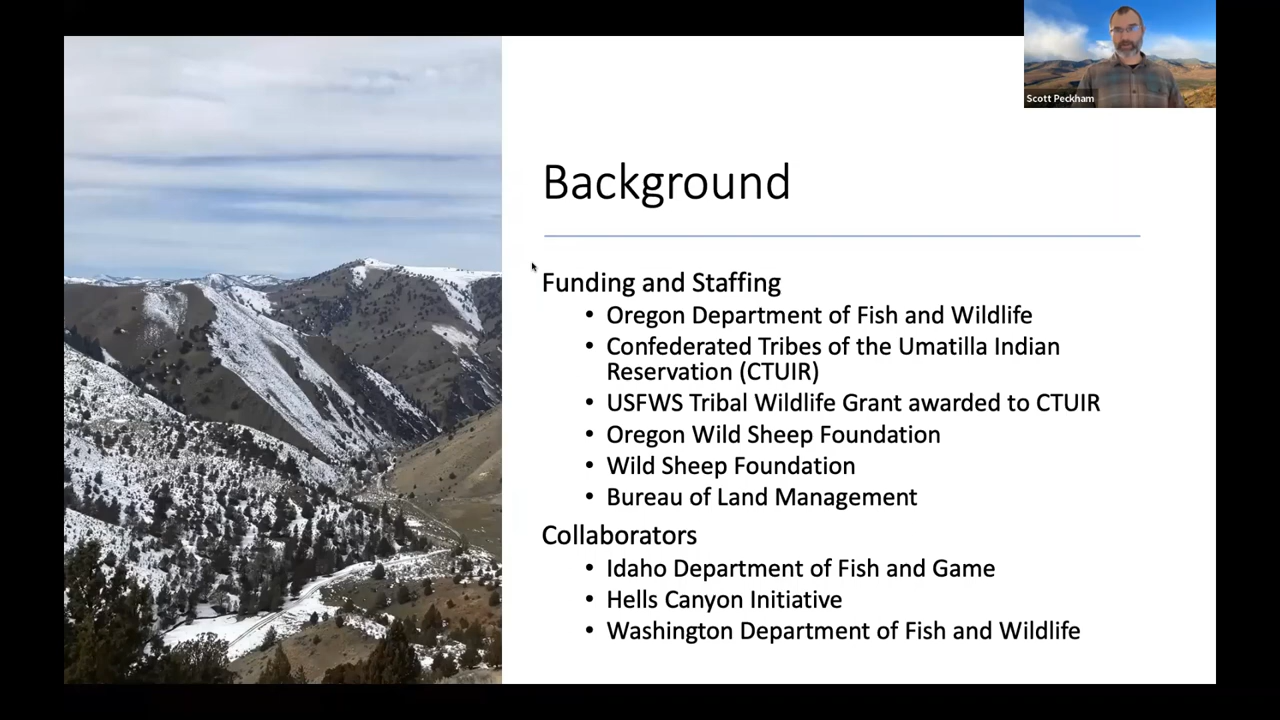 Scott Peckham
Background
Funding and Staffing
• Oregon Department of Fish and Wildlife
• Confederated Tribes of the Umatilla Indian
Reservation (CTUIR)
• USFWS Tribal Wildlife Grant awarded to CTUIR
• Oregon Wild Sheep Foundation
• Wild Sheep Foundation
• Bureau of Land Management
Collaborators
• Idaho Department of Fish and Game
• Hells Canyon Initiative
• Washington Department of Fish and Wildlife